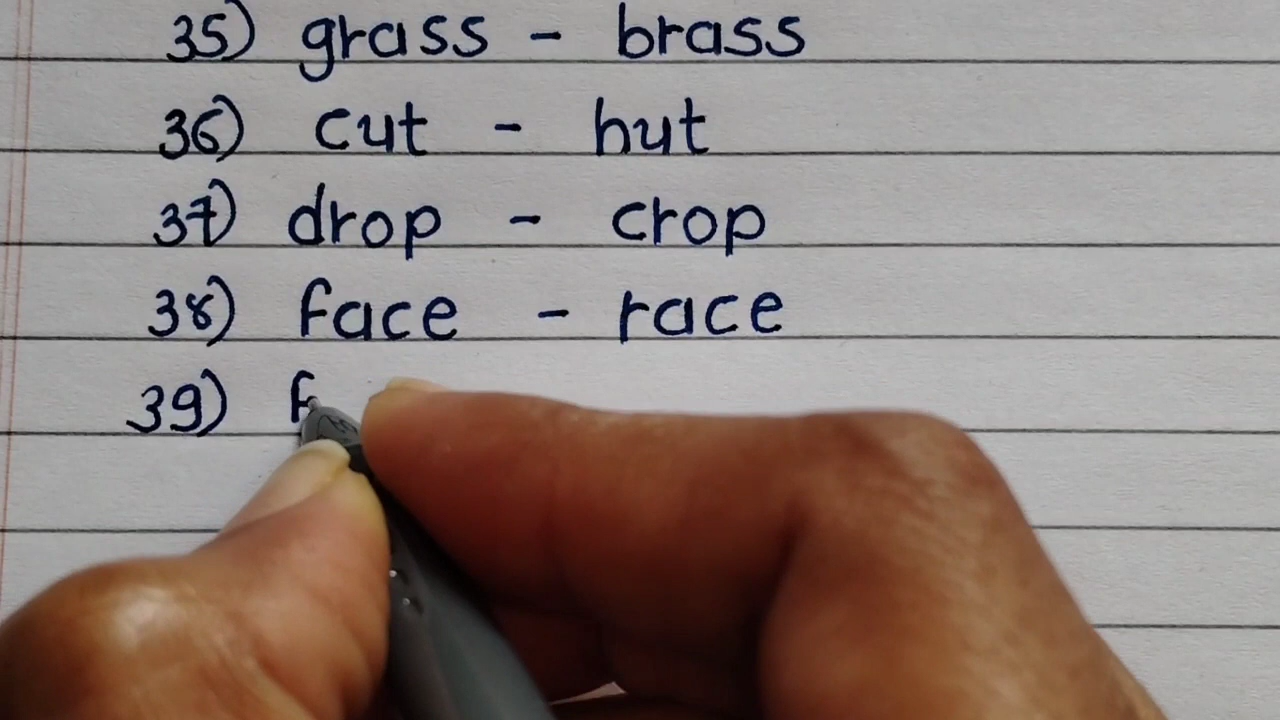 35) grass - brass
36) cut - hut
37) drop - crop
38) face - race
39) f